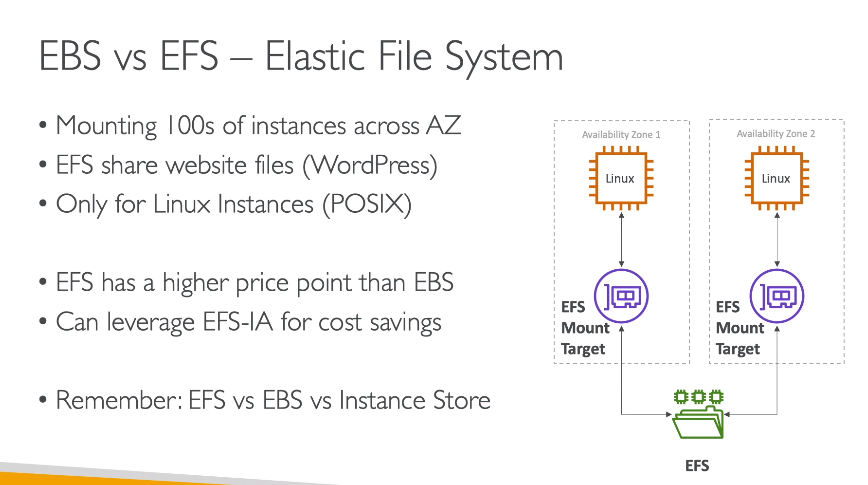 EBS vs EFS – Elastic File System
• Mounting 100s of instances across AZ
• EFS share website files (WordPress)
• Only for Linux Instances (POSIX)
• EFS has a higher price point than EBS
• Can leverage EFS-IA for cost savings
• Remember: EFS vs EBS vs Instance Store
Availability Zone 1
Linux
EFS
Mount
Target
Availability Zone 2
Linux
EFS
Mount
Target
EFS